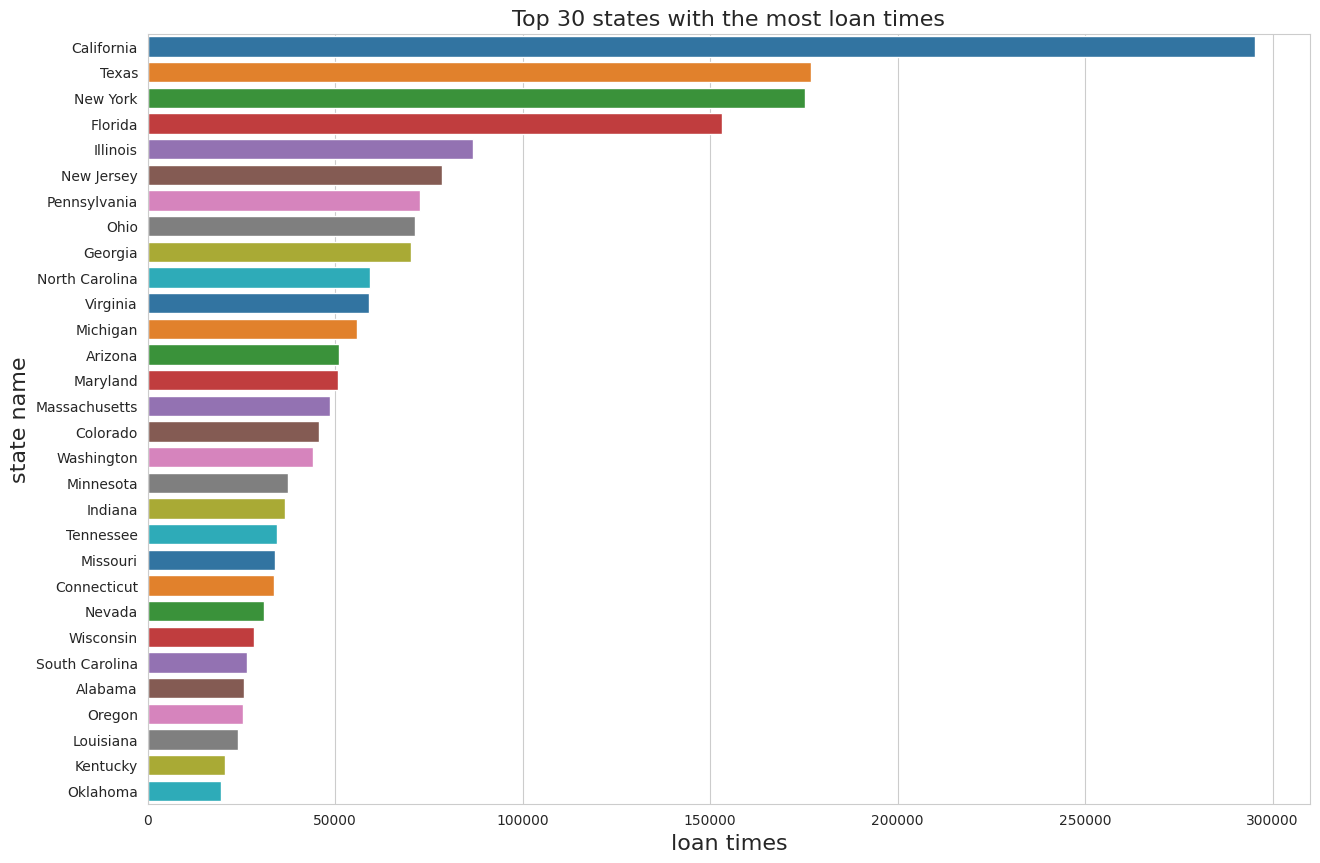 Top 30 states with the most loan times
California
Texas
New York
Florida
Illinois
New Jersey
Pennsylvania
Ohio
Georgia
North Carolina
Virginia
Michigan
Arizona
Maryland
Massachusetts
Colorado
Washington
Minnesota
Indiana
Tennessee
Missouri
Connecticut
Nevada
Wisconsin
South Carolina
Alabama
Oregon
Louisiana
Kentucky
Oklahoma
state name
0 50000 100000 150000 200000 250000 300000
loan times